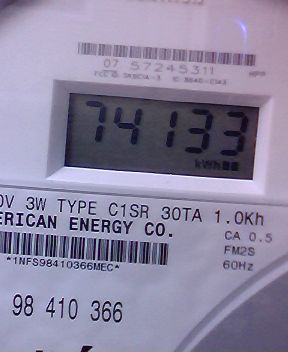 07 57245311
74133
kWh
0V 3W TYPE C1SR 30TA 1.0Kh
ERICAN ENERGY CO.
CA 0.5
FM2S
60Hz
*1NFS98410366MEC*
98 410 366